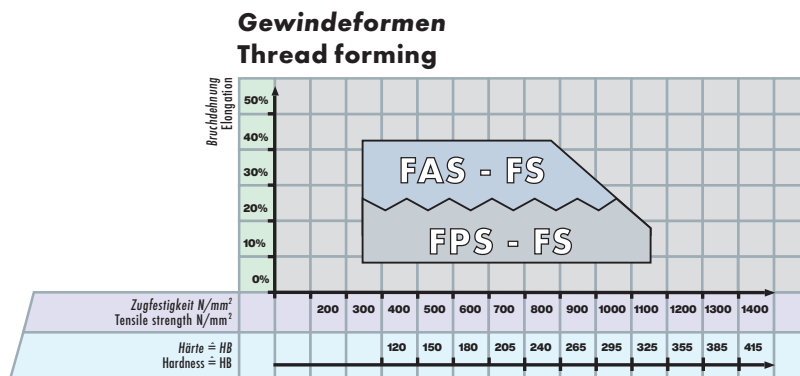 Gewindeformen
Thread forming
Bruchdehnung
Elongation
50%
40%
30%
20%
10%
0%
FAS - FS
FPS - FS
Zugfestigkeit N/mm²
Tensile strength N/mm²
200 300 400 500 600 700 800 900 1000 1100 1200 1300 1400
Härte ≙ HB
Hardness ≙ HB
120 150 180 205 240 265 295 325 355 385 415